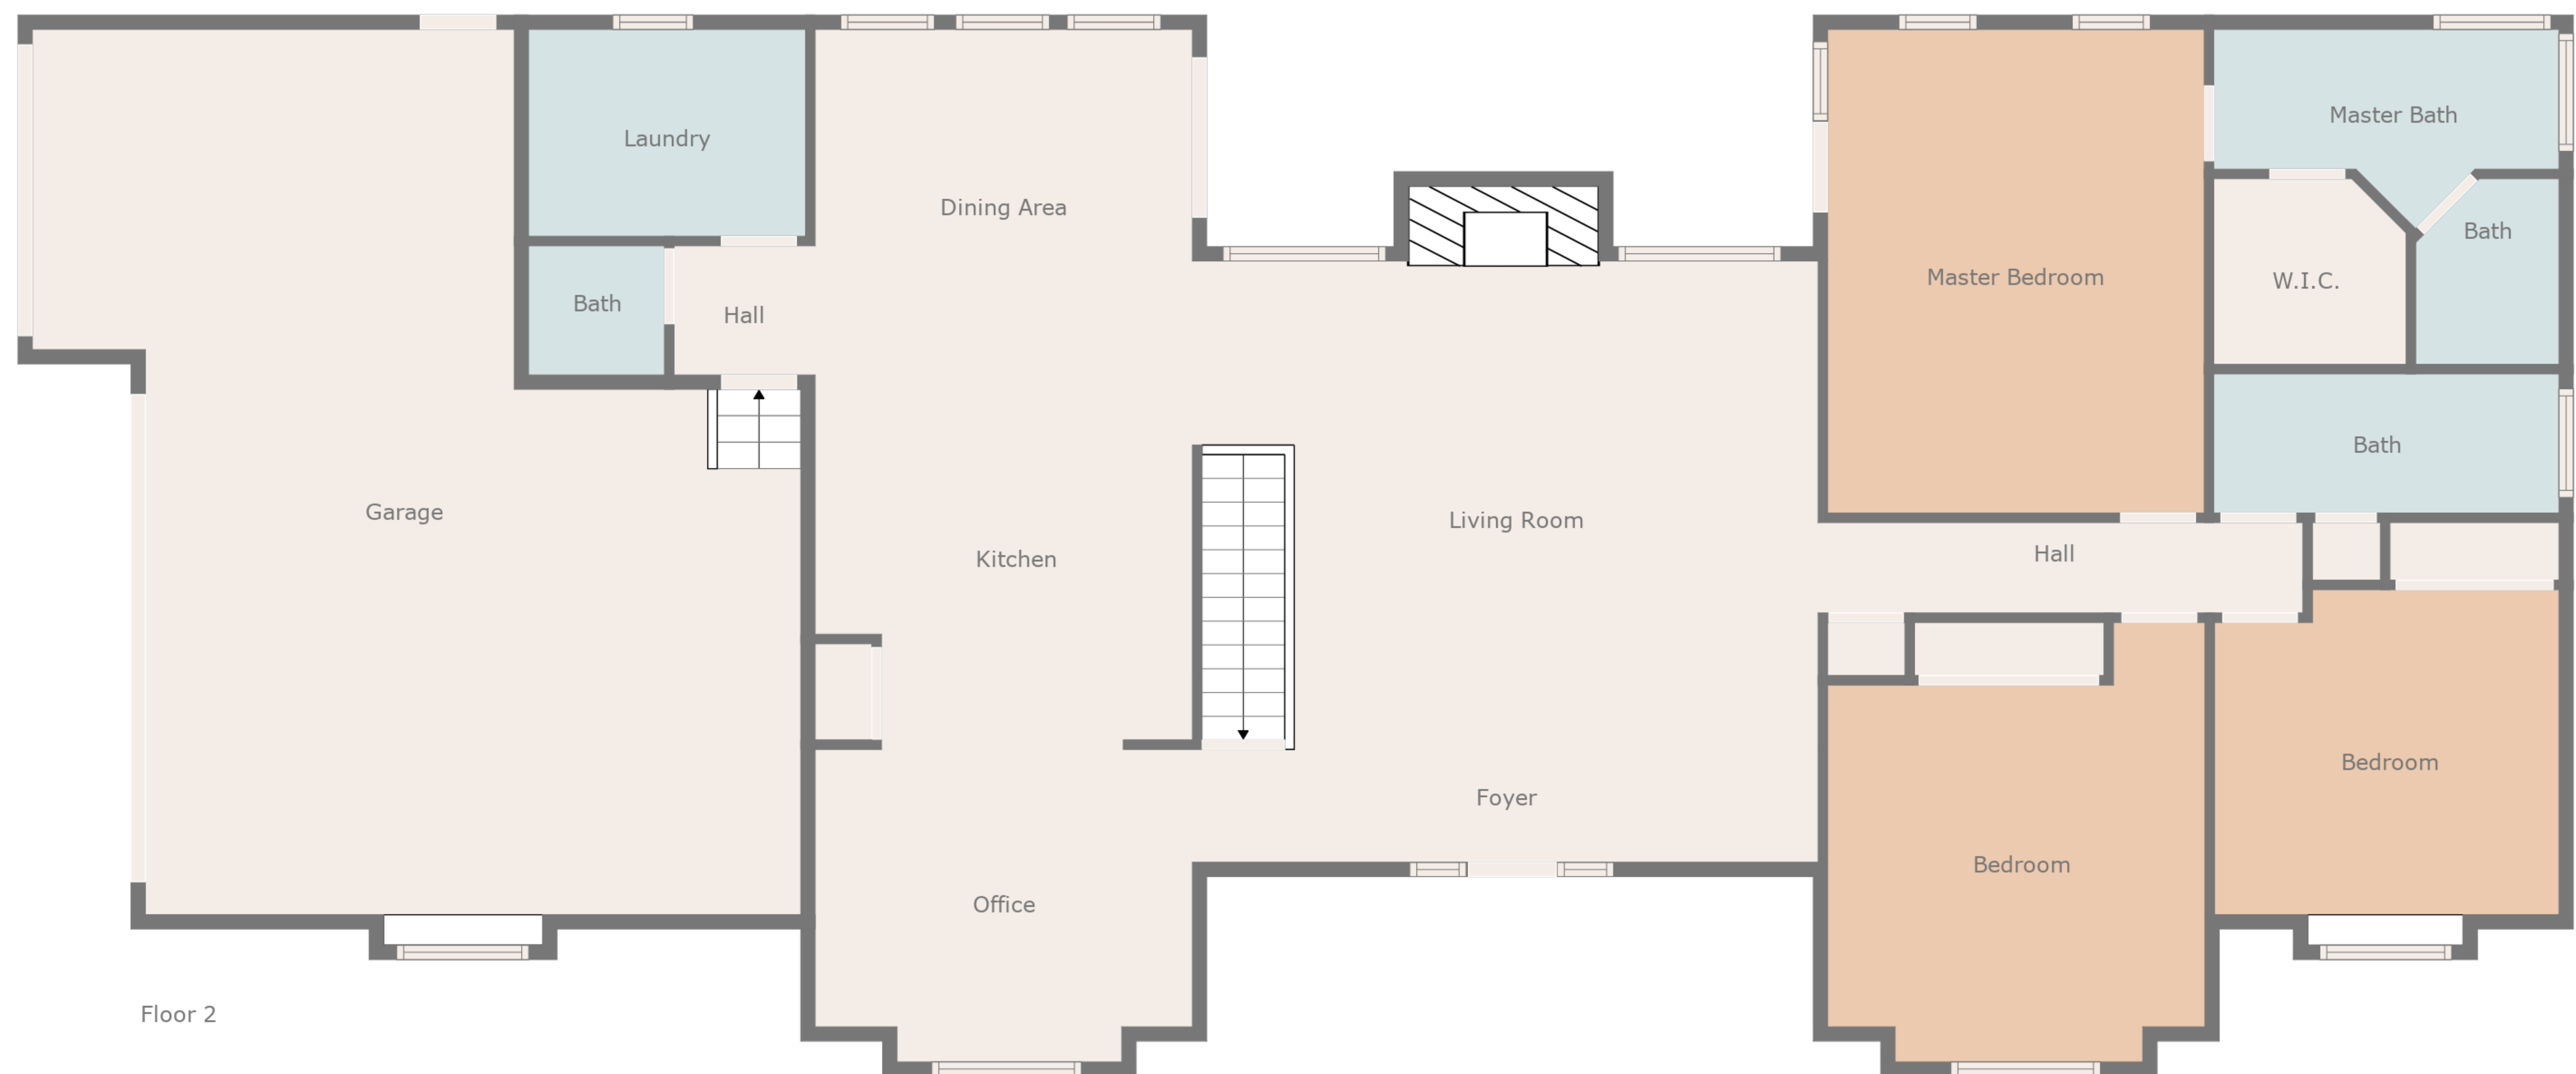 Laundry
Master Bath
Dining Area
Bath
Master Bedroom
W.I.C.
Bath
Hall
Bath
Garage
Living Room
Kitchen
Hall
Bedroom
Foyer
Bedroom
Office
Floor 2